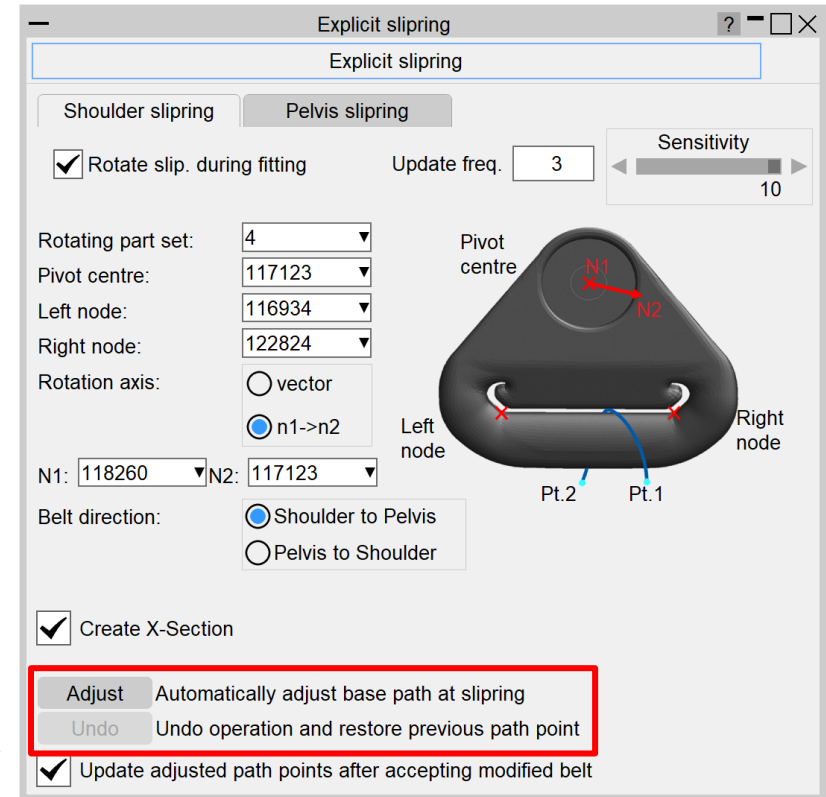 Explicit slipring
?
Explicit slipring
Shoulder slipring
Pelvis slipring
Rotate slip. during fitting
Update freq. 3
Sensitivity
10
Rotating part set: 4
Pivot centre: 117123
Left node: 116934
Right node: 122824
Rotation axis:
vector
n1->n2
N1: 118260
N2: 117123
Belt direction:
Shoulder to Pelvis
Pelvis to Shoulder
Pivot
centre
N1
N2
Left
node
Right
node
Pt.2
Pt.1
Create X-Section
Adjust Automatically adjust base path at slipring
Undo Undo operation and restore previous path point
Update adjusted path points after accepting modified belt